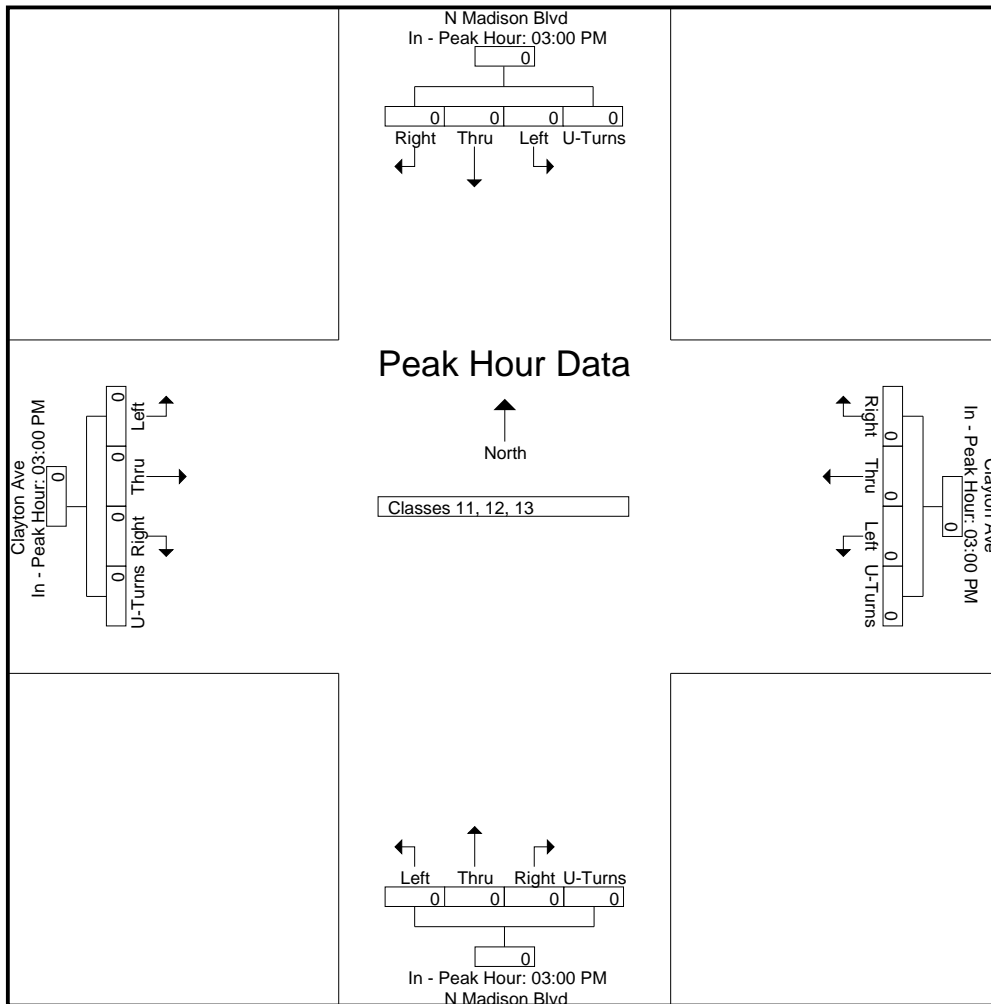 N Madison Blvd
In - Peak Hour: 03:00 PM
0
0 0 0 0
Right Thru Left U-Turns
Peak Hour Data
North
Classes 11, 12, 13
Clayton Ave
In - Peak Hour: 03:00 PM
0
0 0 0 0
Left Thru Right U-Turns
Clayton Ave
In - Peak Hour: 03:00 PM
0
0 0 0 0
Right Thru Left U-Turns
Left Thru Right U-Turns
0 0 0 0
0
In - Peak Hour: 03:00 PM
N Madison Blvd